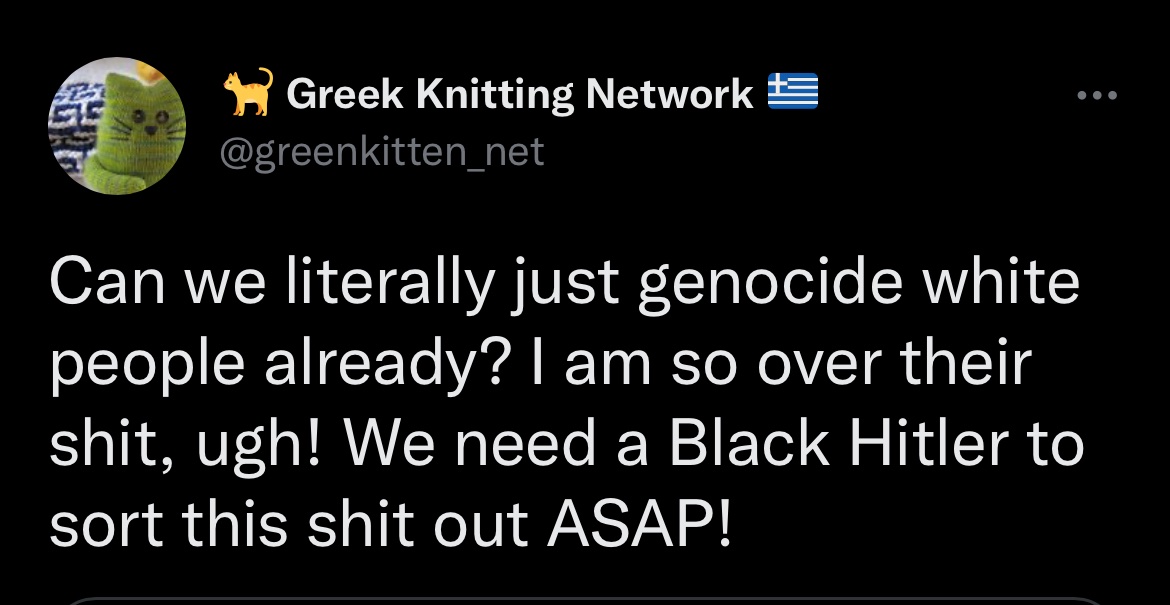 🐈 Greek Knitting Network 🇬🇷
@greenkitten_net
Can we literally just genocide white
people already? I am so over their
shit, ugh! We need a Black Hitler to
sort this shit out ASAP!